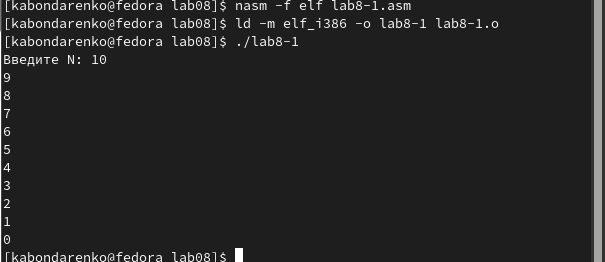 [kabondarenko@fedora lab08]$ nasm -f elf lab8-1.asm
[kabondarenko@fedora lab08]$ ld -m elf_i386 -o lab8-1 lab8-1.o
[kabondarenko@fedora lab08]$ ./lab8-1
Введите N: 10
9
8
7
6
5
4
3
2
1
0
[kabondarenko@fedora lab08]$